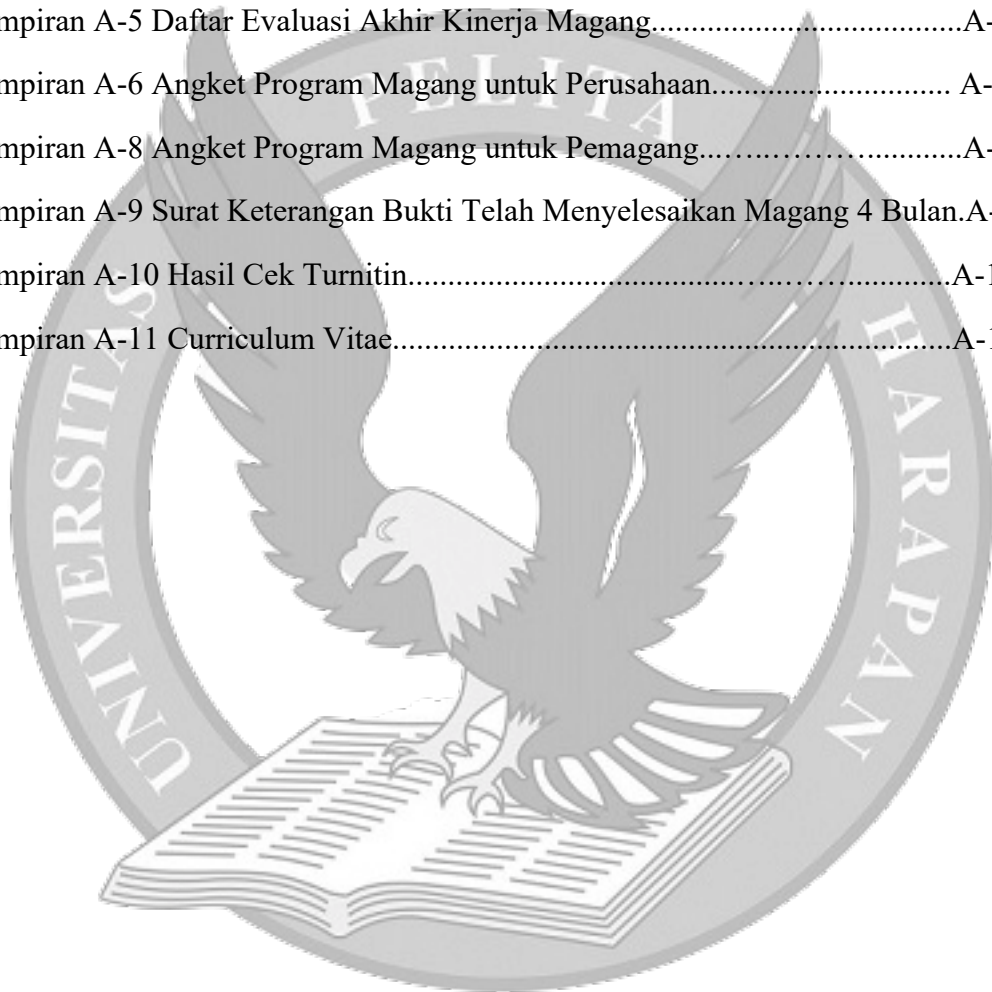 mpiran A-5 Daftar Evaluasi Akhir Kinerja Magang.......................................A-
mpiran A-6 Angket Program Magang untuk Perusahaan.............................. A-
mpiran A-8 Angket Program Magang untuk Pemagang.................................A-
mpiran A-9 Surat Keterangan Bukti Telah Menyelesaikan Magang 4 Bulan.A-
mpiran A-10 Hasil Cek Turnitin....................................................................A-1
mpiran A-11 Curriculum Vitae......................................................................A-1
UNIVERSITAS PELITA HARAPAN